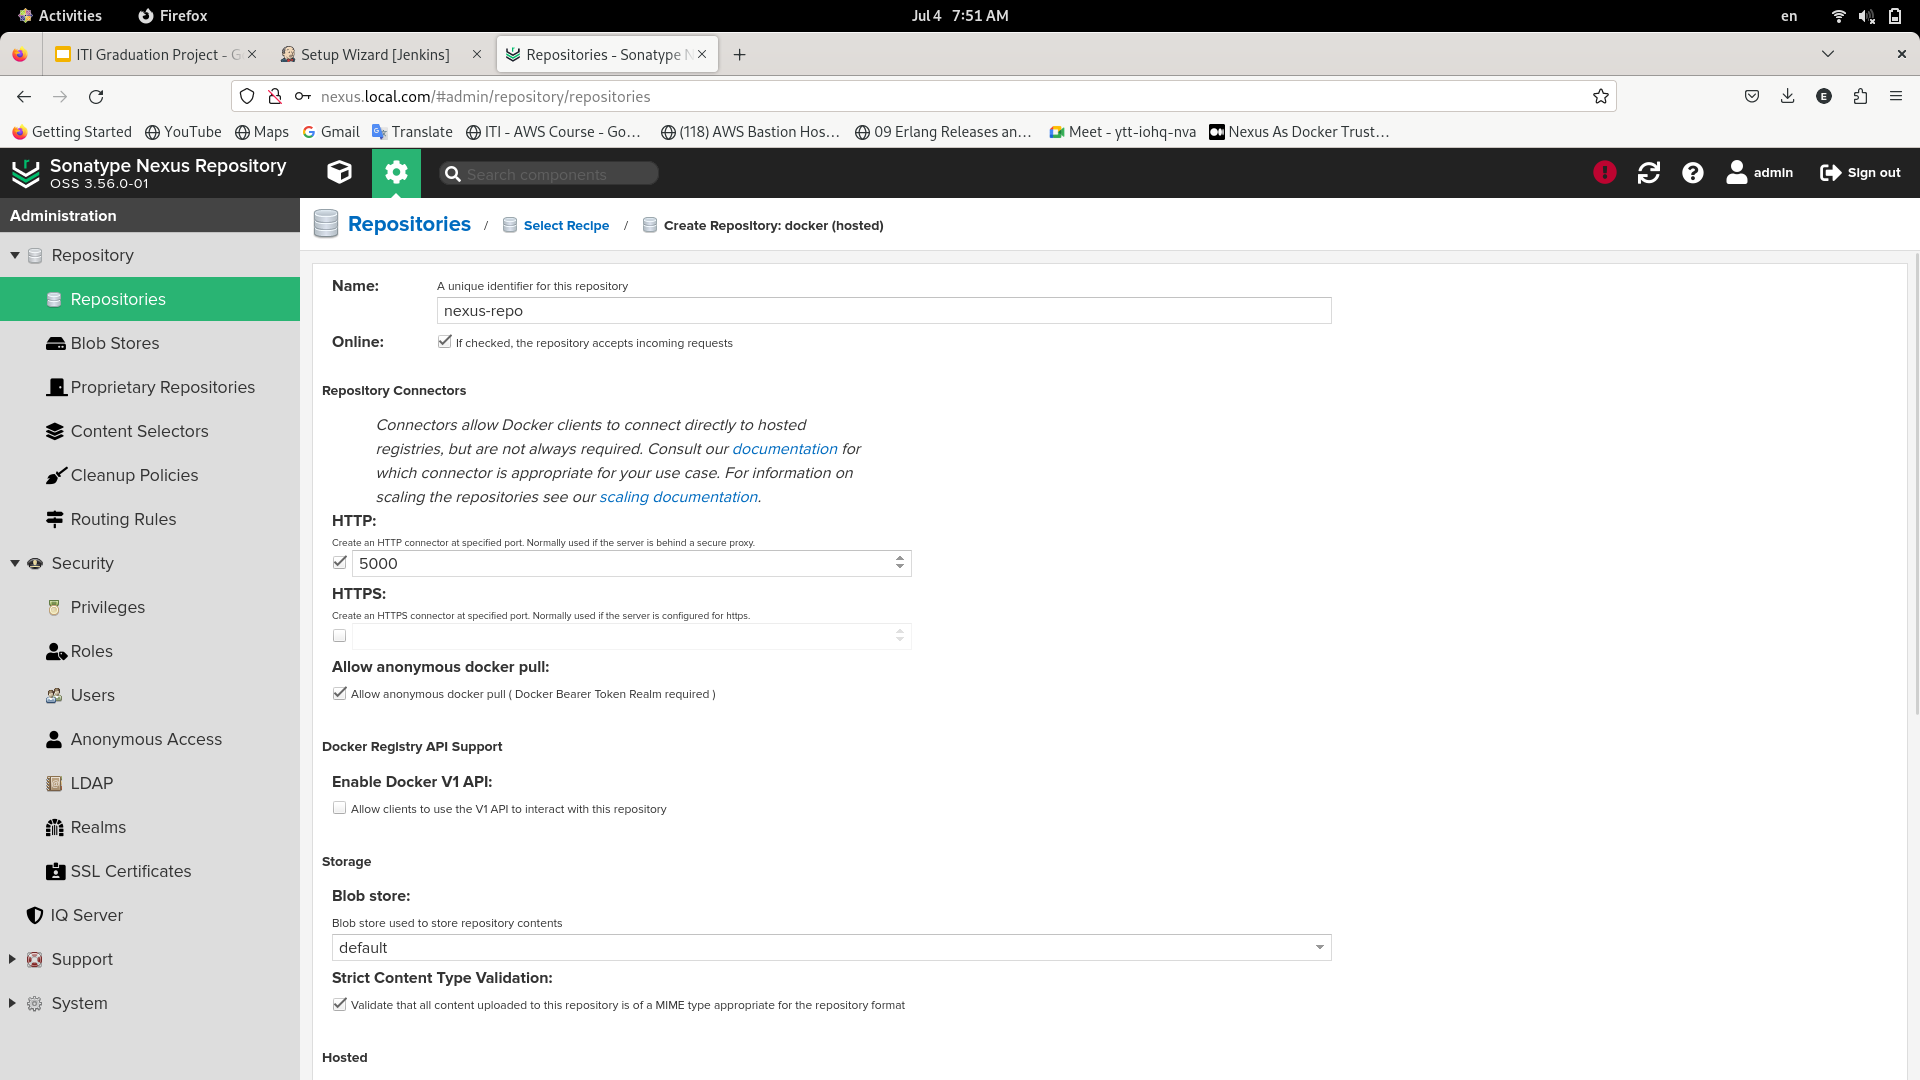 Activities
Firefox
Jul 4 7:51 AM
en
ITI Graduation Project - G
Setup Wizard [Jenkins]
Repositories - Sonatype N
nexus.local.com/#admin/repository/repositories
Getting Started
YouTube
Maps
Gmail
Translate
ITI - AWS Course - Go…
(118) AWS Bastion Hos…
09 Erlang Releases an…
Meet - ytt-iohq-nva
Nexus As Docker Trust…
Sonatype Nexus Repository
OSS 3.56.0-01
Search components
admin
Sign out
Administration
Repository
Repositories
Blob Stores
Proprietary Repositories
Content Selectors
Cleanup Policies
Routing Rules
Security
Privileges
Roles
Users
Anonymous Access
LDAP
Realms
SSL Certificates
IQ Server
Support
System
Repositories / Select Recipe / Create Repository: docker (hosted)
Name:
A unique identifier for this repository
nexus-repo
Online:
If checked, the repository accepts incoming requests
Repository Connectors
Connectors allow Docker clients to connect directly to hosted
registries, but are not always required. Consult our documentation for
which connector is appropriate for your use case. For information on
scaling the repositories see our scaling documentation.
HTTP:
Create an HTTP connector at specified port. Normally used if the server is behind a secure proxy.
5000
HTTPS:
Create an HTTPS connector at specified port. Normally used if the server is configured for https.
Allow anonymous docker pull:
Allow anonymous docker pull ( Docker Bearer Token Realm required )
Docker Registry API Support
Enable Docker V1 API:
Allow clients to use the V1 API to interact with this repository
Storage
Blob store:
Blob store used to store repository contents
default
Strict Content Type Validation:
Validate that all content uploaded to this repository is of a MIME type appropriate for the repository format
Hosted